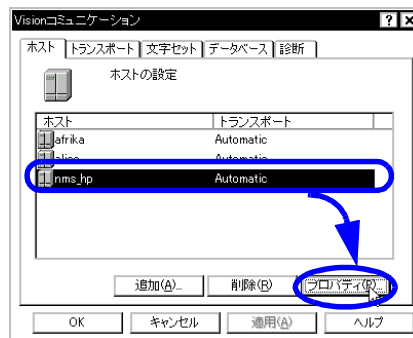 Visionコミュニケーション
ホスト トランスポート 文字セット データベース 診断
ホストの設定
ホスト トランスポート
afrika Automatic
alice Automatic
nms_hp Automatic
追加(A)... 削除(R) プロパティ(P)...
OK キャンセル 適用(A) ヘルプ